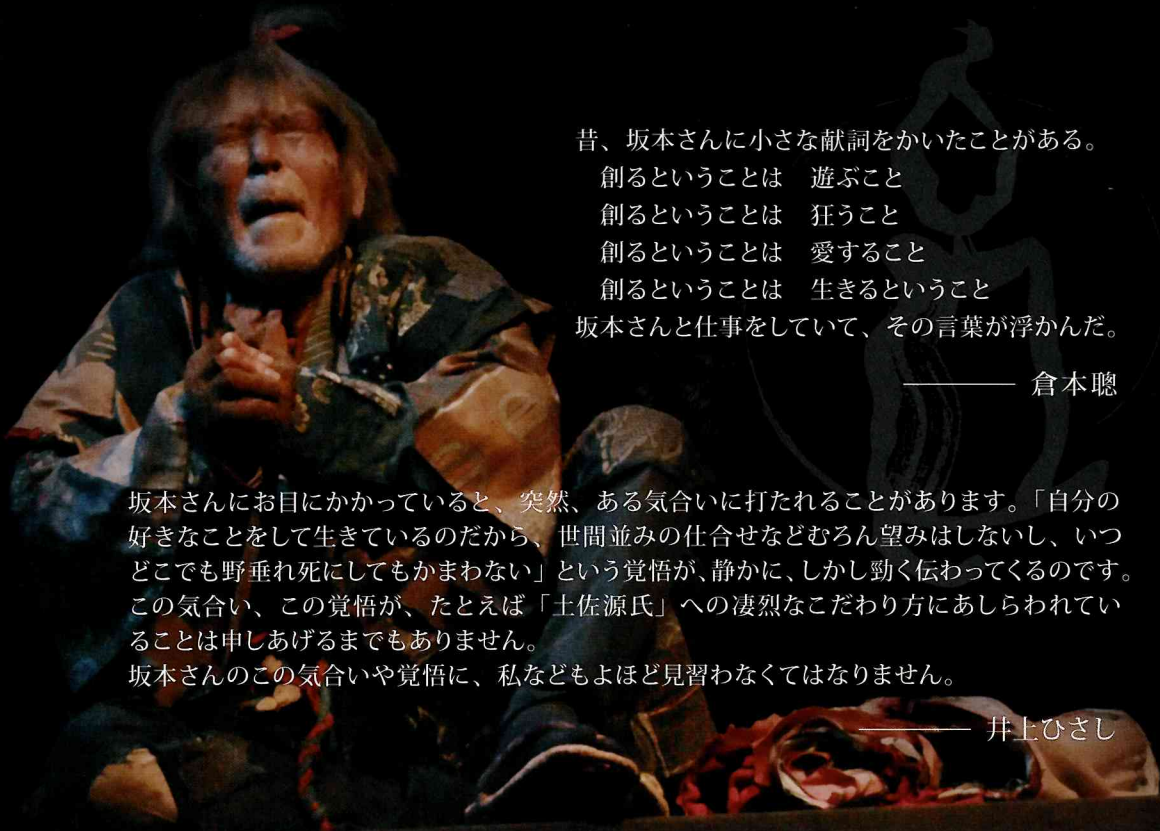 昔、坂本さんに小さな献詞をかいたことがある。
創るということは　遊ぶこと
創るということは　狂うこと
創るということは　愛すること
創るということは　生きるということ
坂本さんと仕事をしていて、その言葉が浮かんだ。
――― 倉本聰
坂本さんにお目にかかっていると、突然、ある気合いに打たれることがあります。「自分の
好きなことをして生きているのだから、世間並みの仕合せなどむろん望みはしないし、いつ
どこでも野垂れ死にしてもかまわない」という覚悟が、静かに、しかし勁く伝わってくるのです。
この気合い、この覚悟が、たとえば「土佐源氏」への凄烈なこだわり方にあしらわれてい
ることは申しあげるまでもありません。
坂本さんのこの気合いや覚悟に、私などもよほど見習わなくてはなりません。
――― 井上ひさし